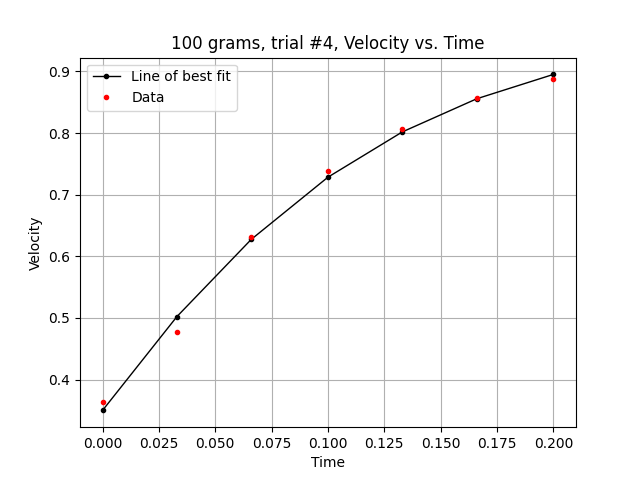 100 grams, trial #4, Velocity vs. Time
Line of best fit
Data
0.9
0.8
0.7
0.6
0.5
0.4
Velocity
0.000 0.025 0.050 0.075 0.100 0.125 0.150 0.175 0.200
Time